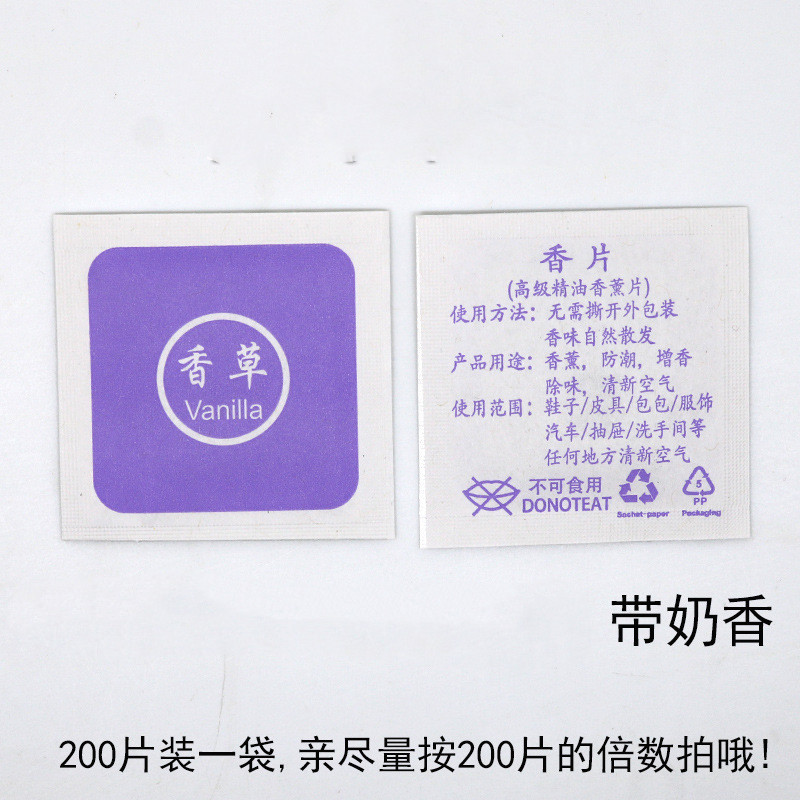 香草
Vanilla
香片
(高级精油香薰片)
使用方法：无需撕开外包装
香味自然散发
产品用途：香薰，防潮，增香
除味，清新空气
使用范围：鞋子/皮具/包包/服饰
汽车/抽屉/洗手间等
任何地方清新空气
不可食用
DONOTEAT
Sachet-paper
5
PP
Packaging
带奶香
200片装一袋,亲尽量按200片的倍数拍哦!